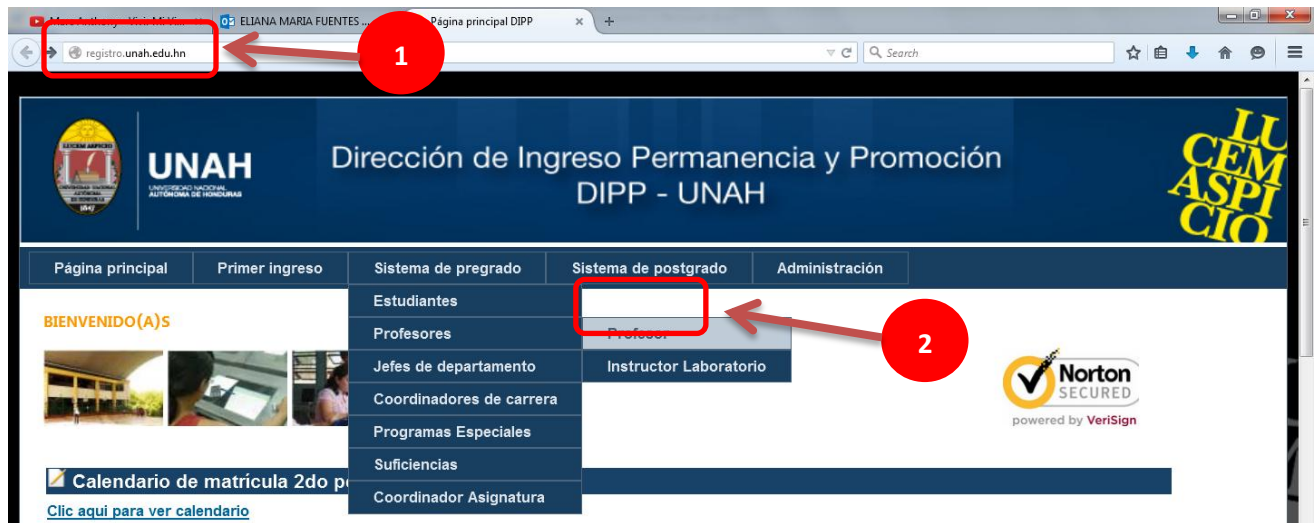 ELIANA MARIA FUENTES ...
Página principal DIPP
registro.unah.edu.hn
Search
1
UNAH
UNIVERSIDAD NACIONAL
AUTÓNOMA DE HONDURAS
1847
Dirección de Ingreso Permanencia y Promoción
DIPP - UNAH
LU
CEM
ASPI
CIO
Página principal
Primer ingreso
Sistema de pregrado
Sistema de postgrado
Administración
Estudiantes
BIENVENIDO(A)S
Profesores
Profesor
2
Jefes de departamento
Instructor Laboratorio
Coordinadores de carrera
Programas Especiales
Suficiencias
Coordinador Asignatura
Norton
SECURED
powered by VeriSign
Calendario de matrícula 2do
Clic aqui para ver calendario